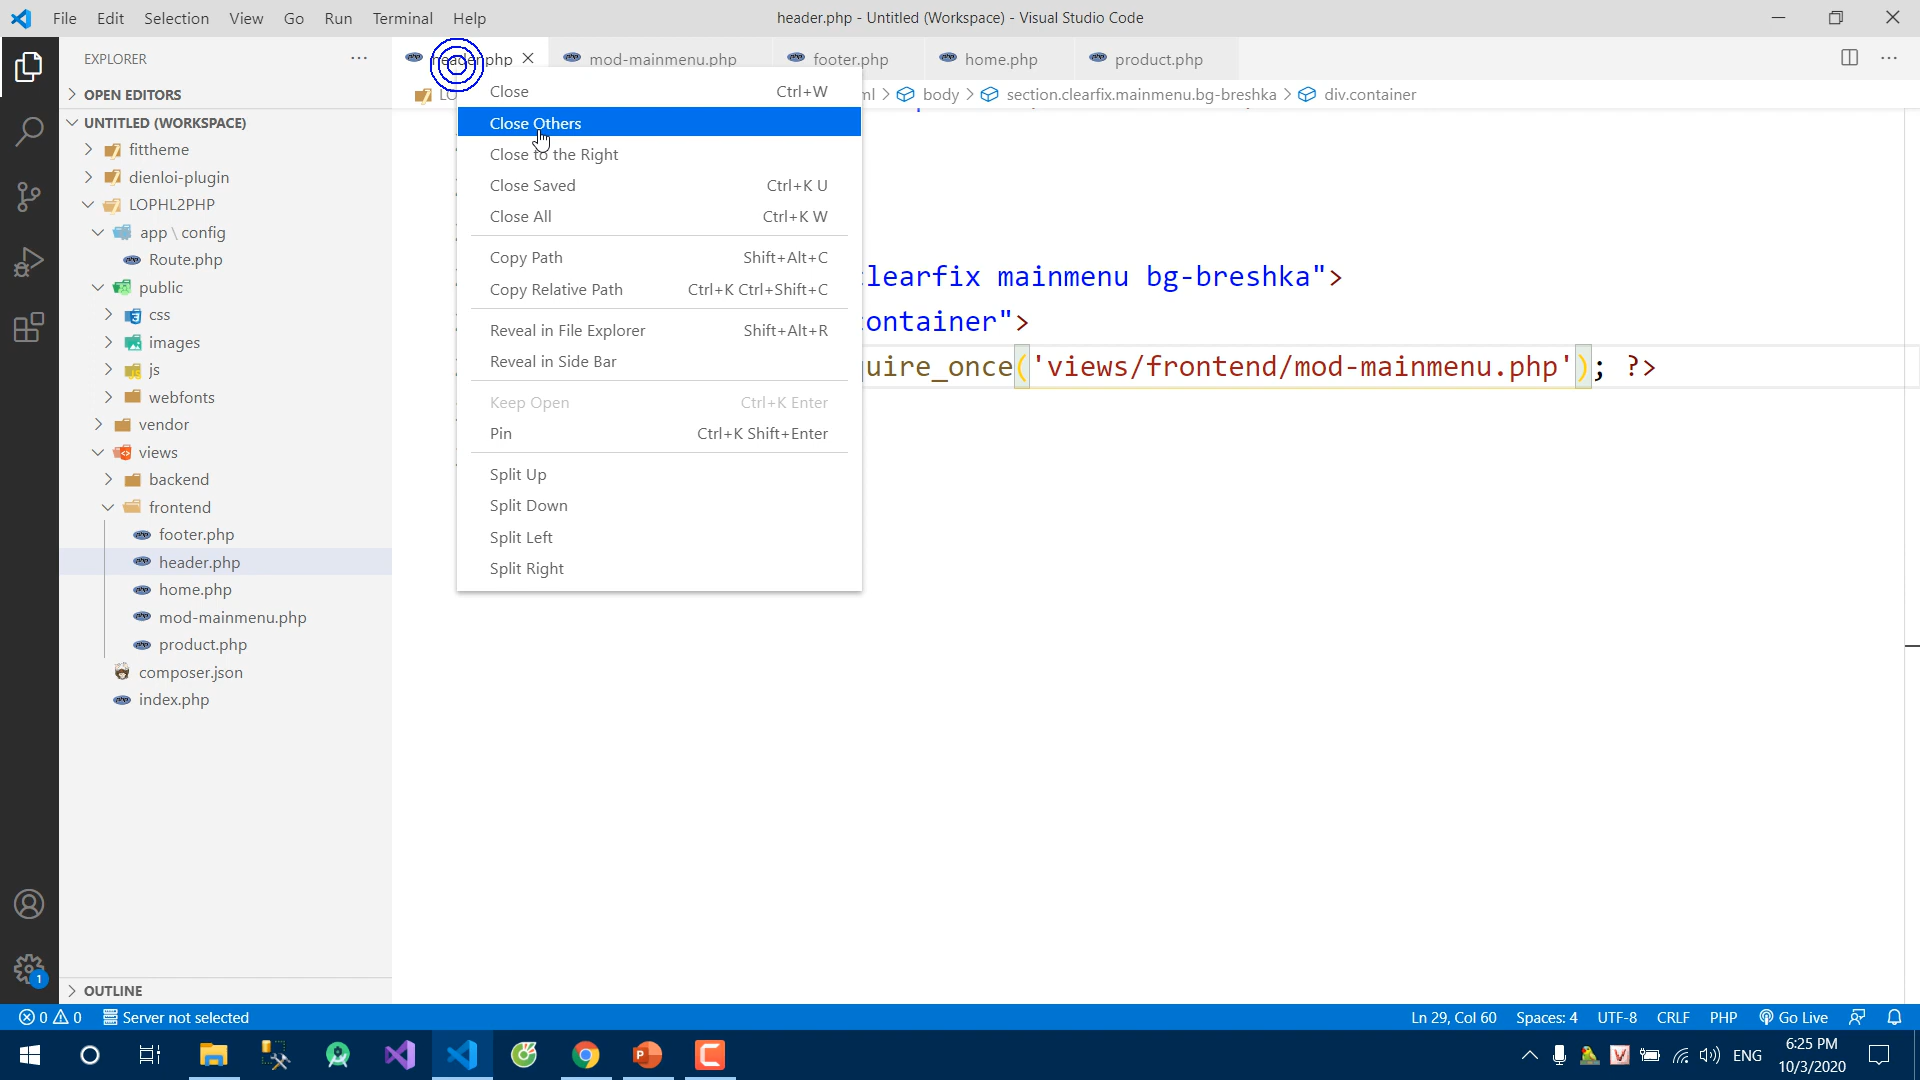 File Edit Selection View Go Run Terminal Help
header.php - Untitled (Workspace) - Visual Studio Code
EXPLORER
header.php
mod-mainmenu.php
footer.php
home.php
product.php
OPEN EDITORS
body
section.clearfix.mainmenu.bg-breshka
div.container
UNTITLED (WORKSPACE)
fittheme
dienloi-plugin
LOPHL2PHP
app \ config
Route.php
public
css
images
js
webfonts
vendor
views
backend
frontend
footer.php
header.php
home.php
mod-mainmenu.php
product.php
composer.json
index.php
OUTLINE
Close Ctrl+W
Close Others
Close to the Right
Close Saved Ctrl+K U
Close All Ctrl+K W
Copy Path Shift+Alt+C
Copy Relative Path Ctrl+K Ctrl+Shift+C
Reveal in File Explorer Shift+Alt+R
Reveal in Side Bar
Keep Open Ctrl+K Enter
Pin Ctrl+K Shift+Enter
Split Up
Split Down
Split Left
Split Right
learfix mainmenu bg-breshka">
ontainer">
uire_once('views/frontend/mod-mainmenu.php'); ?>
0 0 Server not selected
Ln 29, Col 60 Spaces: 4 UTF-8 CRLF PHP Go Live
ENG
6:25 PM
10/3/2020
1